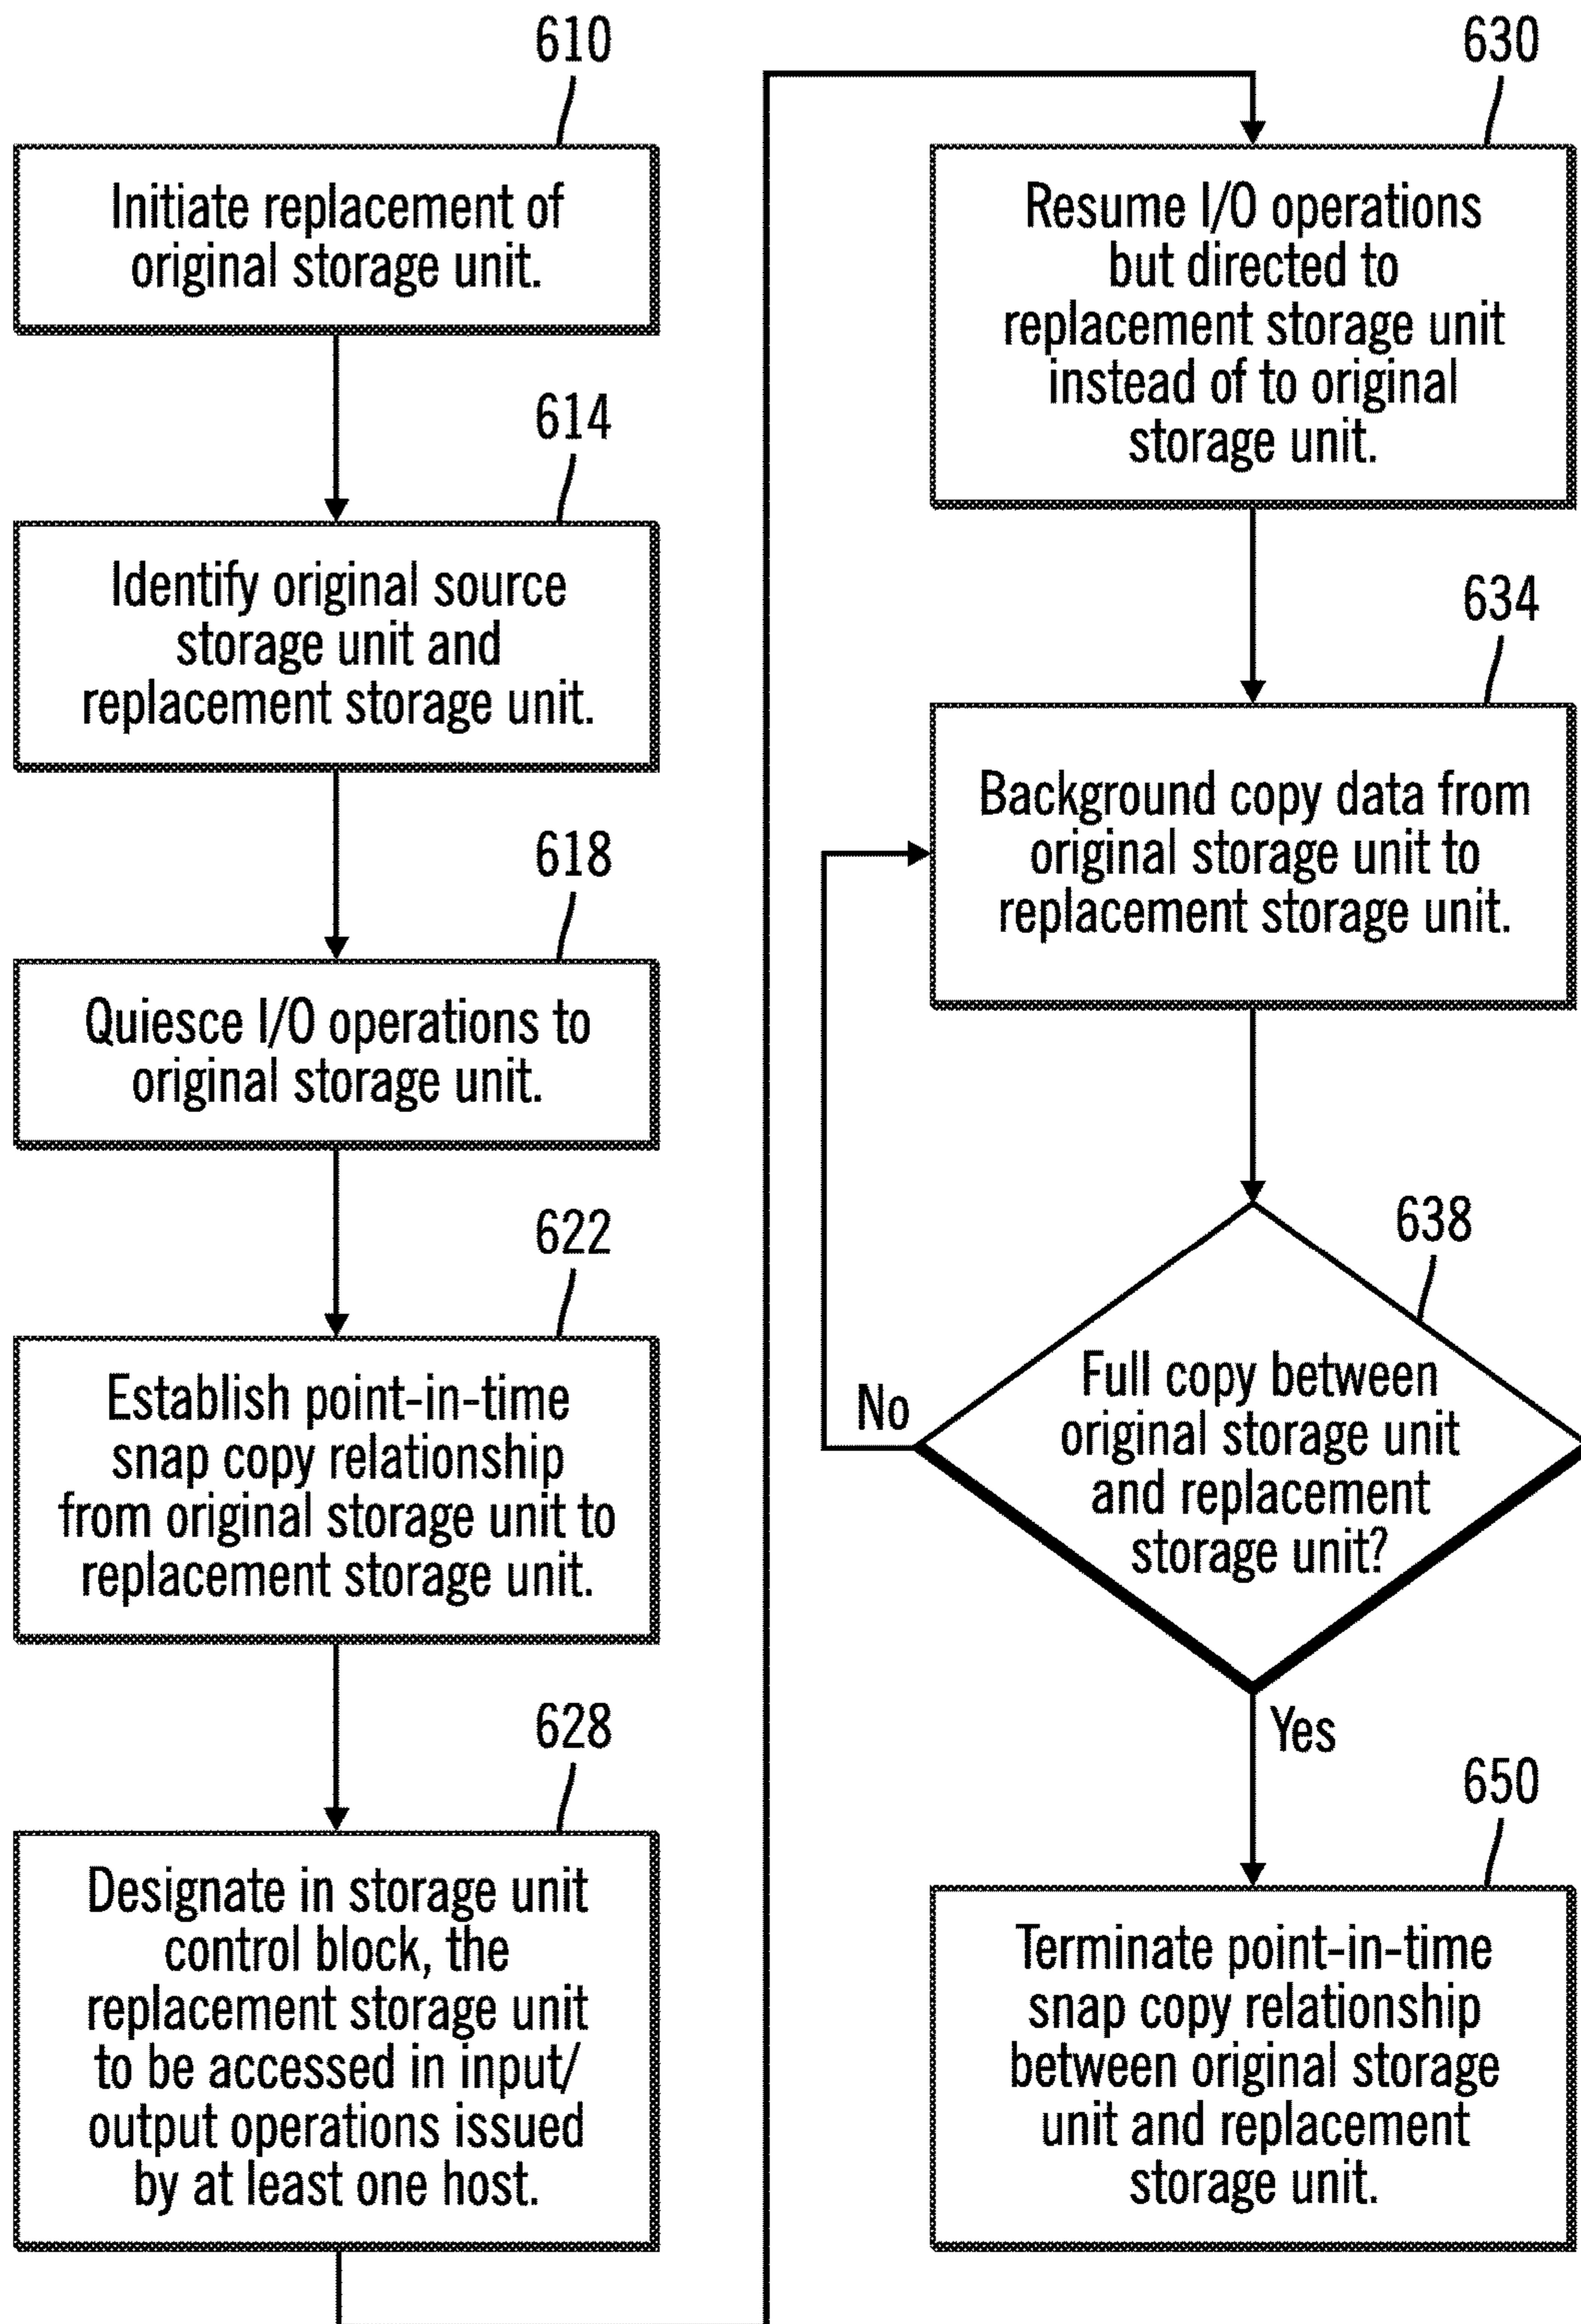 610
Initiate replacement of
original storage unit.
614
Identify original source
storage unit and
replacement storage unit.
618
Quiesce I/O operations to
original storage unit.
622
Establish point-in-time
snap copy relationship
from original storage unit to
replacement storage unit.
628
Designate in storage unit
control block, the
replacement storage unit
to be accessed in input/
output operations issued
by at least one host.
630
Resume I/O operations
but directed to
replacement storage unit
instead of to original
storage unit.
634
Background copy data from
original storage unit to
replacement storage unit.
638
Full copy between
original storage unit
and replacement
storage unit?
No
Yes
650
Terminate point-in-time
snap copy relationship
between original storage
unit and replacement
storage unit.